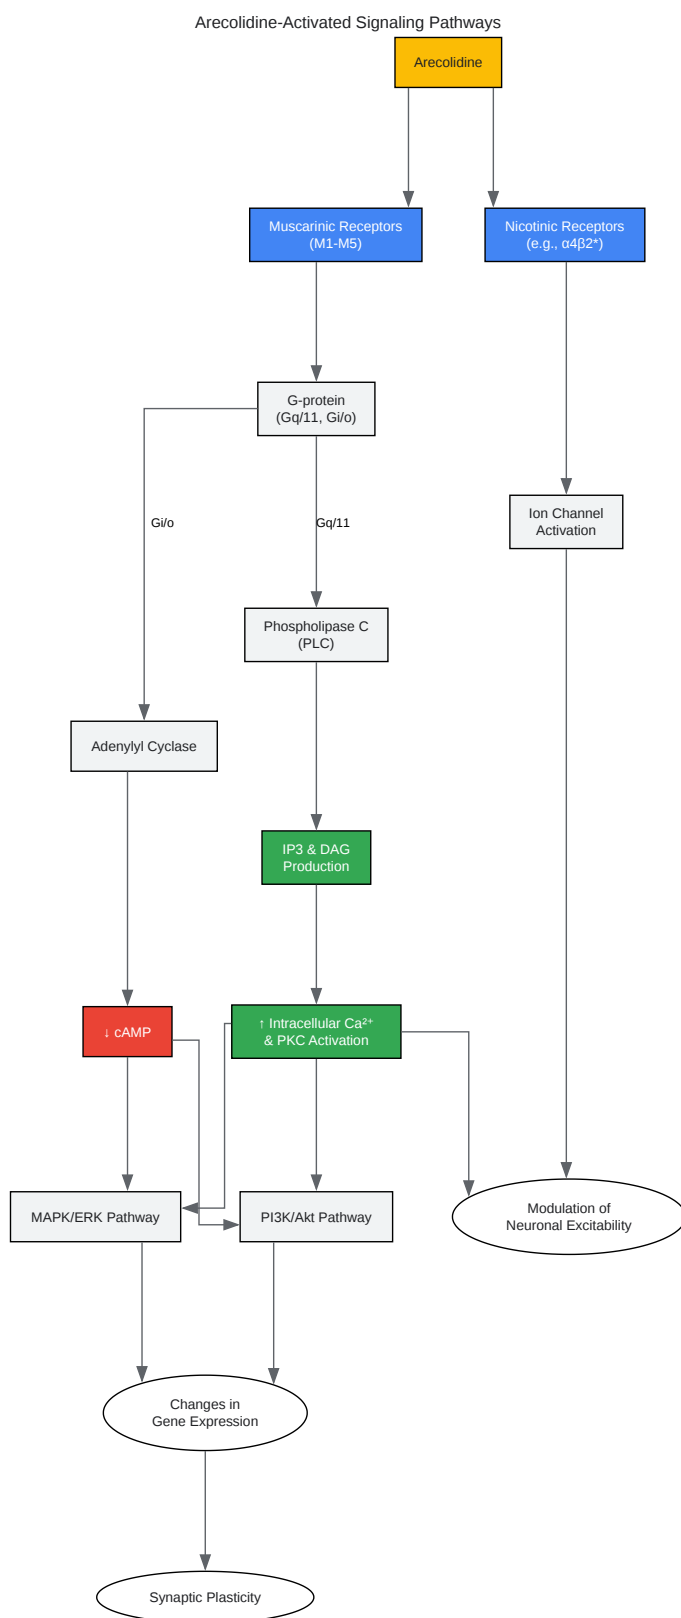 Arecolidine-Activated Signaling Pathways
Arecolidine
Muscarinic Receptors
(M1-M5)
Nicotinic Receptors
(e.g., α4β2*)
G-protein
(Gq/11, Gi/o)
Ion Channel
Activation
Gi/o
Gq/11
Phospholipase C
(PLC)
Adenylyl Cyclase
IP3 & DAG
Production
↓ cAMP
↑ Intracellular Ca²⁺
& PKC Activation
MAPK/ERK Pathway
PI3K/Akt Pathway
Modulation of
Neuronal Excitability
Changes in
Gene Expression
Synaptic Plasticity